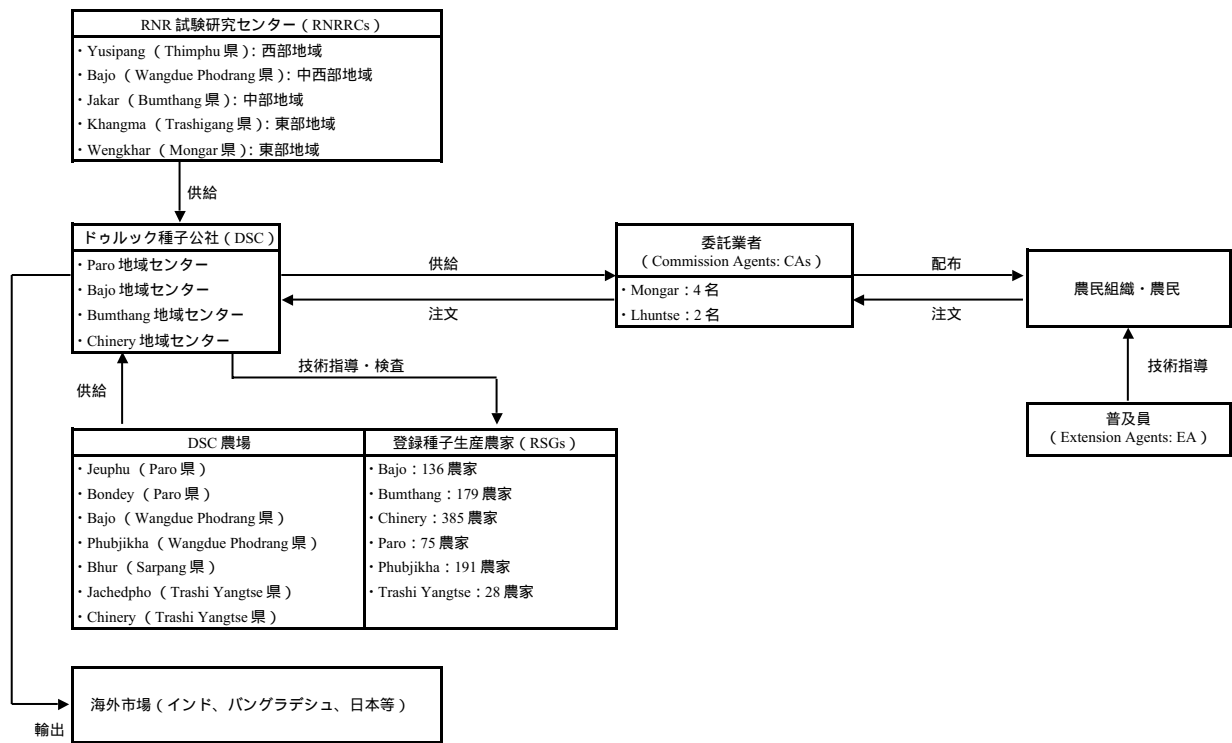 RNR 試験研究センター（RNRRCs）
・Yusipang （Thimphu 県）: 西部地域
・Bajo （Wangdue Phodrang 県）: 中西部地域
・Jakar （Bumthang 県）: 中部地域
・Khangma （Trashigang 県）: 東部地域
・Wengkhar （Mongar 県）: 東部地域
供給
ドゥルック種子公社（DSC）
・Paro 地域センター
・Bajo 地域センター
・Bumthang 地域センター
・Chinery 地域センター
供給
注文
委託業者
（Commission Agents: CAs）
・Mongar：4 名
・Lhuntse：2 名
配布
注文
農民組織・農民
技術指導
普及員
（Extension Agents: EA）
供給
技術指導・検査
DSC 農場
・Jeuphu （Paro 県）
・Bondey （Paro 県）
・Bajo （Wangdue Phodrang 県）
・Phubjikha （Wangdue Phodrang 県）
・Bhur （Sarpang 県）
・Jachedpho （Trashi Yangtse 県）
・Chinery （Trashi Yangtse 県）
登録種子生産農家（RSGs）
・Bajo：136 農家
・Bumthang：179 農家
・Chinery：385 農家
・Paro：75 農家
・Phubjikha：191 農家
・Trashi Yangtse：28 農家
海外市場（インド、バングラデシュ、日本等）
輸出